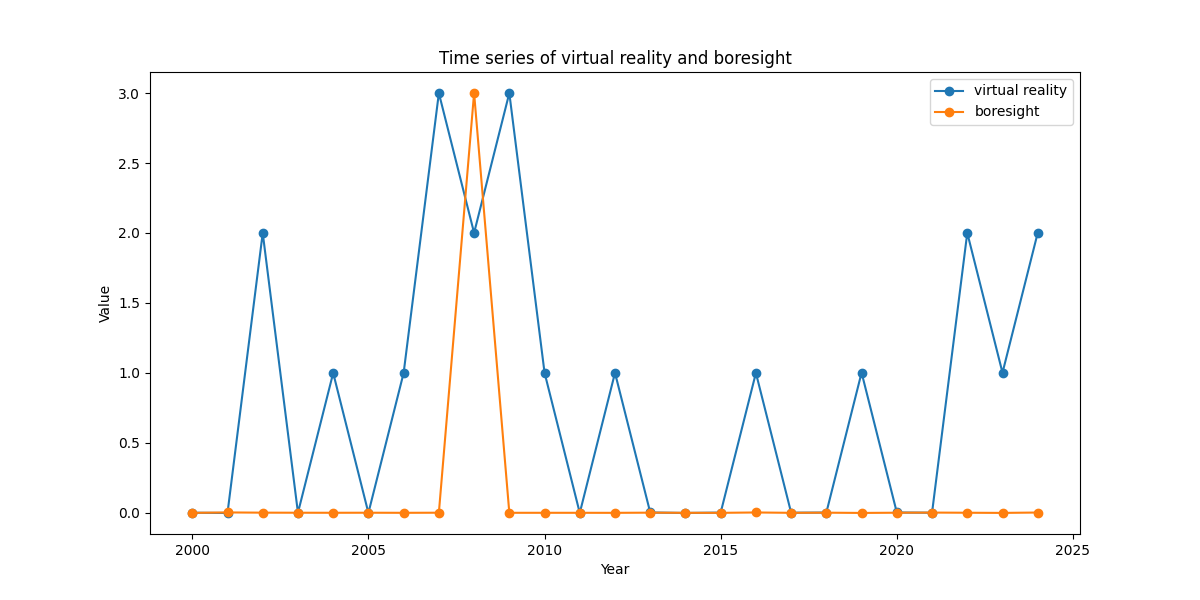 Time series of virtual reality and boresight
virtual reality
boresight
3.0
2.5
2.0
1.5
1.0
0.5
0.0
Value
2000 2005 2010 2015 2020 2025
Year